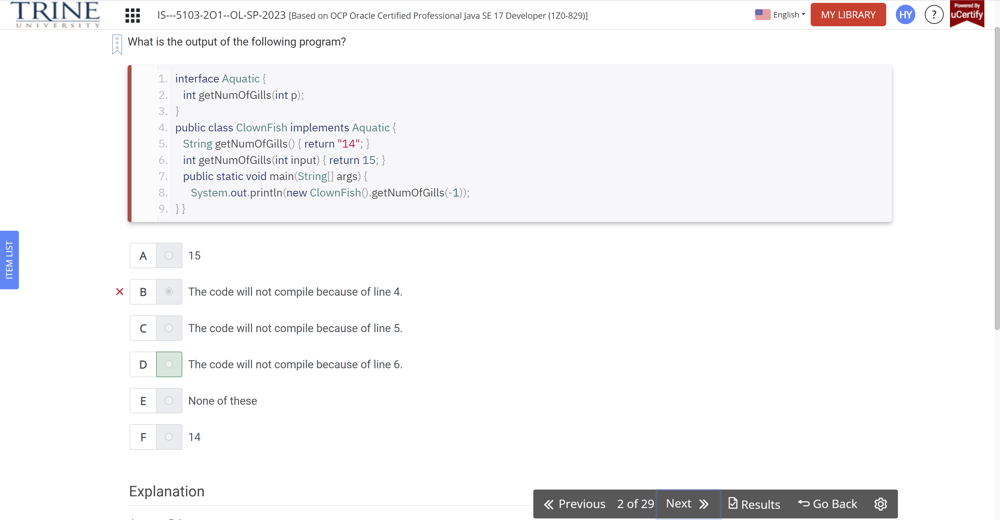 TRINE
UNIVERSITY
IS---5103-2O1--OL-SP-2023 [Based on OCP Oracle Certified Professional Java SE 17 Developer (1Z0-829)]
English
MY LIBRARY
HY
?
Powered By
uCertify
What is the output of the following program?
1. interface Aquatic {
2. int getNumOfGills(int p);
3. }
4. public class ClownFish implements Aquatic {
5. String getNumOfGills() { return "14"; }
6. int getNumOfGills(int input) { return 15; }
7. public static void main(String[] args) {
8. System.out.println(new ClownFish().getNumOfGills(-1));
9. } }
ITEM LIST
A 15
B The code will not compile because of line 4.
C The code will not compile because of line 5.
D The code will not compile because of line 6.
E None of these
F 14
Explanation
Previous 2 of 29 Next Results Go Back